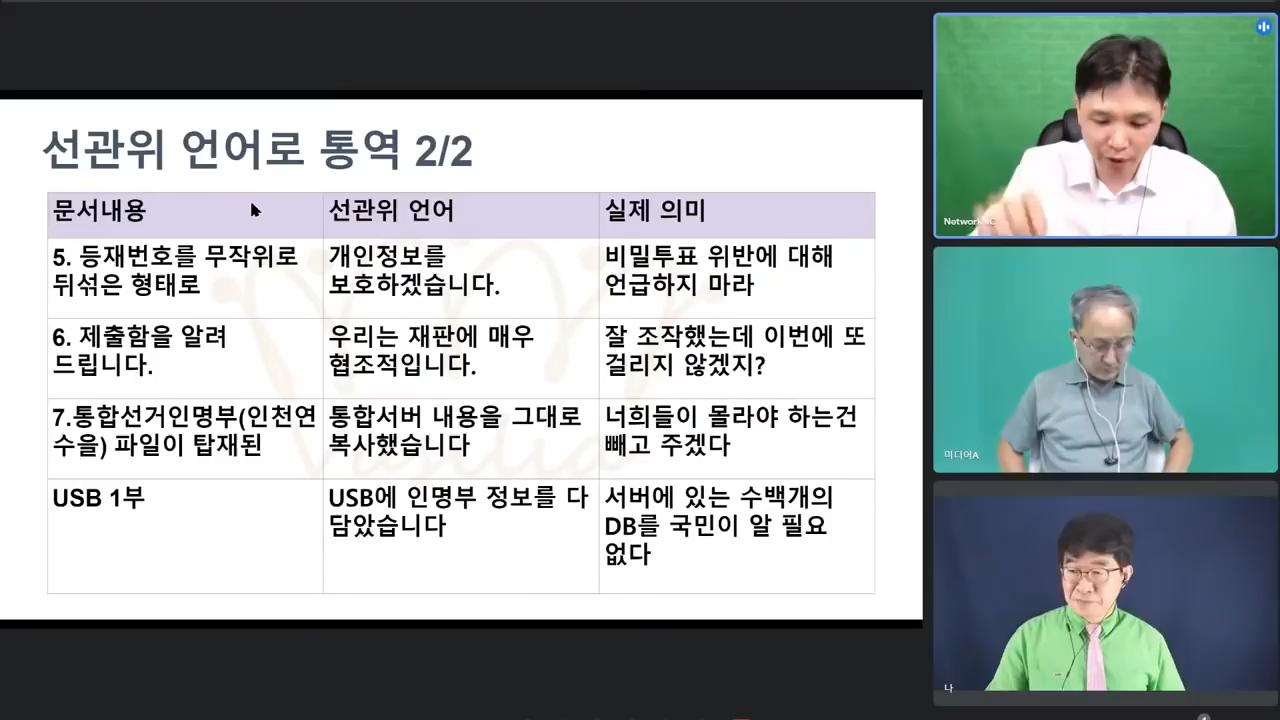 선관위 언어로 통역 2/2
문서내용
선관위 언어
실제 의미
5. 등재번호를 무작위로
뒤섞은 형태로
개인정보를
보호하겠습니다.
비밀투표 위반에 대해
언급하지 마라
6. 제출함을 알려
드립니다.
우리는 재판에 매우
협조적입니다.
잘 조작했는데 이번에 또
걸리지 않겠지?
7.통합선거인명부(인천연
수을) 파일이 탑재된
통합서버 내용을 그대로
복사했습니다
너희들이 몰라야 하는건
빼고 주겠다
USB 1부
USB에 인명부 정보를 다
담았습니다
서버에 있는 수백개의
DB를 국민이 알 필요
없다
Network
미디어A
나